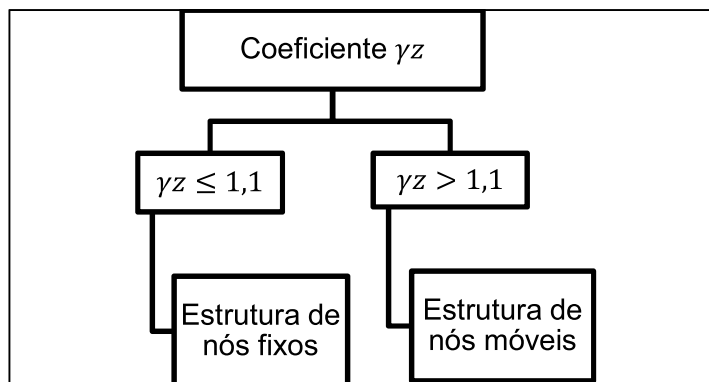 Coeficiente γz
γz ≤ 1,1
γz > 1,1
Estrutura de
nós fixos
Estrutura de
nós móveis